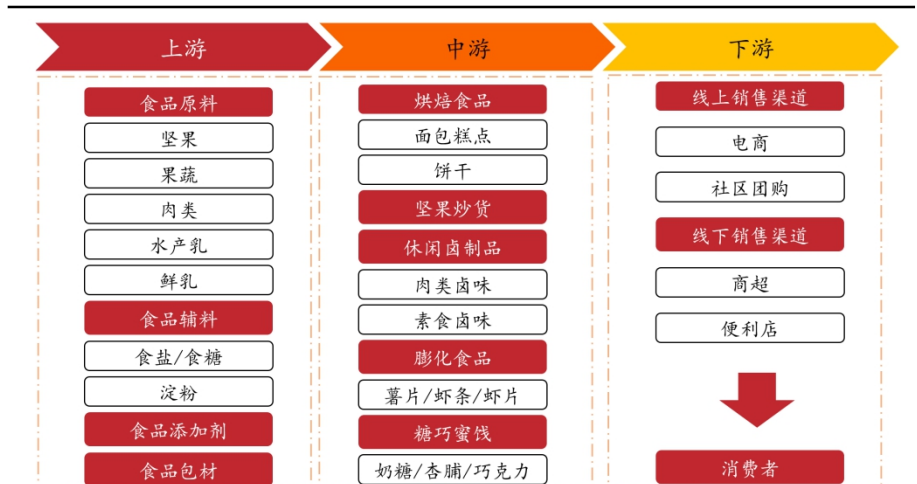 上游
食品原料
坚果
果蔬
肉类
水产乳
鲜乳
食品辅料
食盐/食糖
淀粉
食品添加剂
食品包材
中游
烘焙食品
面包糕点
饼干
坚果炒货
休闲卤制品
肉类卤味
素食卤味
膨化食品
薯片/虾条/虾片
糖巧蜜饯
奶糖/杏脯/巧克力
下游
线上销售渠道
电商
社区团购
线下销售渠道
商超
便利店
消费者